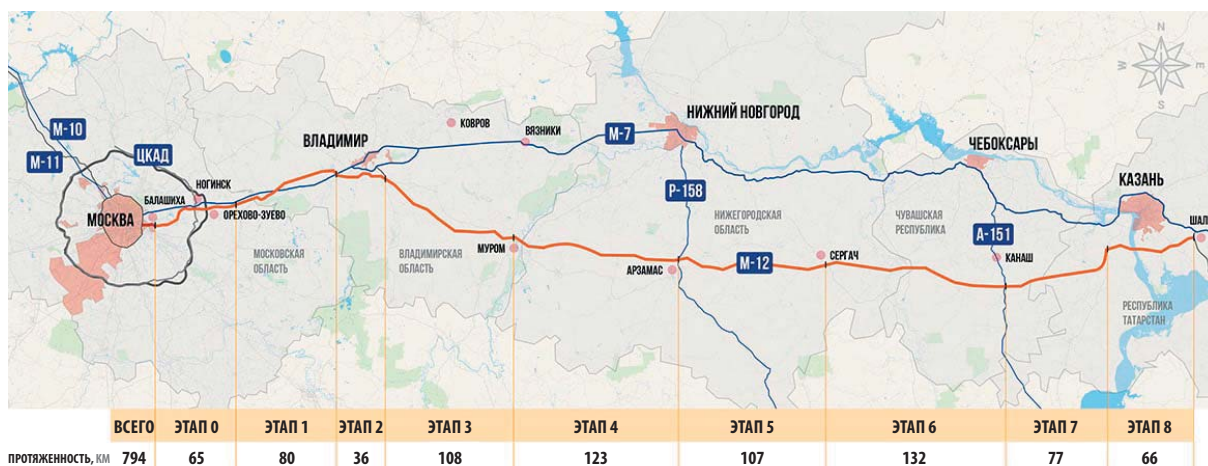 N
W
E
S
М-10
М-11
ЦКАД
НОГИНСК
БАЛАШИХА
МОСКВА
ОРЕХОВО-ЗУЕВО
МОСКОВСКАЯ
ОБЛАСТЬ
ВЛАДИМИР
КОВРОВ
ВЯЗНИКИ
М-7
НИЖНИЙ НОВГОРОД
Р-158
ВЛАДИМИРСКАЯ
ОБЛАСТЬ
МУРОМ
АРЗАМАС
НИЖЕГОРОДСКАЯ
ОБЛАСТЬ
М-12
СЕРГАЧ
ЧЕБОКСАРЫ
ЧУВАШСКАЯ
РЕСПУБЛИКА
А-151
КАНАШ
КАЗАНЬ
ШАЛ
РЕСПУБЛИКА
ТАТАРСТАН
ВСЕГО ЭТАП 0 ЭТАП 1 ЭТАП 2 ЭТАП 3 ЭТАП 4 ЭТАП 5 ЭТАП 6 ЭТАП 7 ЭТАП 8
ПРОТЯЖЕННОСТЬ, КМ 794 65 80 36 108 123 107 132 77 66